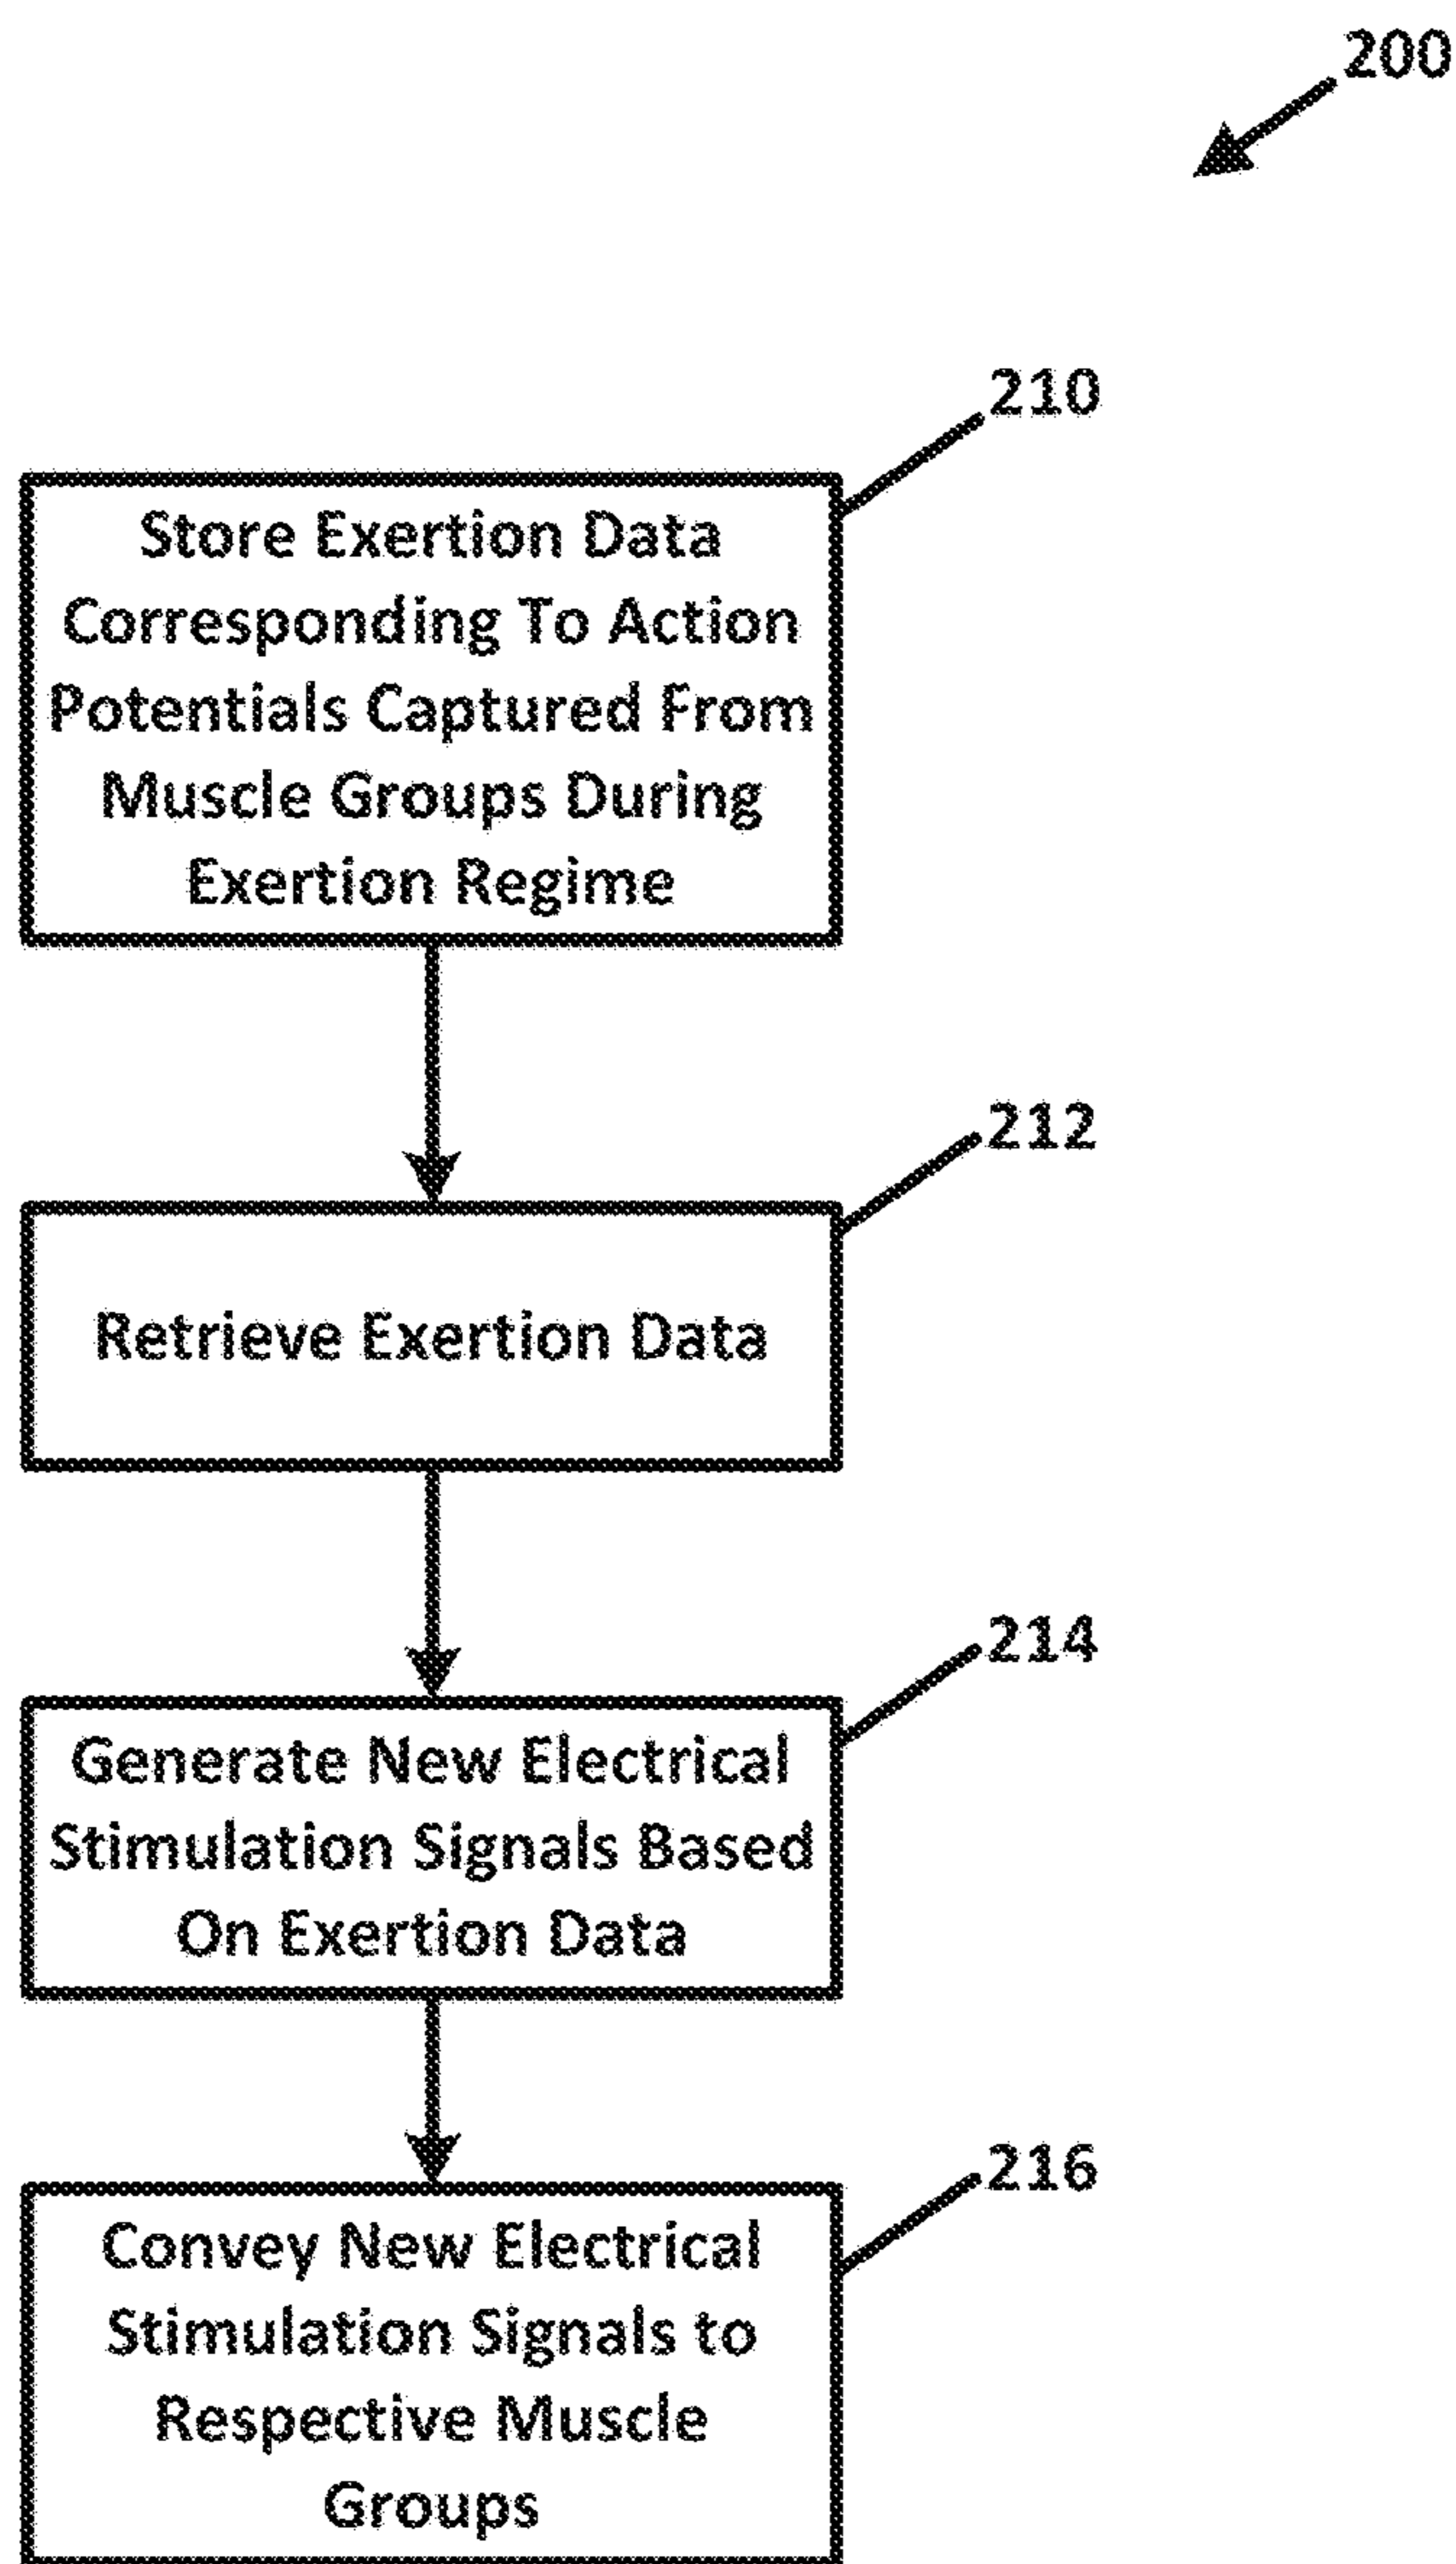 200
210
Store Exertion Data
Corresponding To Action
Potentials Captured From
Muscle Groups During
Exertion Regime
212
Retrieve Exertion Data
214
Generate New Electrical
Stimulation Signals Based
On Exertion Data
216
Convey New Electrical
Stimulation Signals to
Respective Muscle
Groups